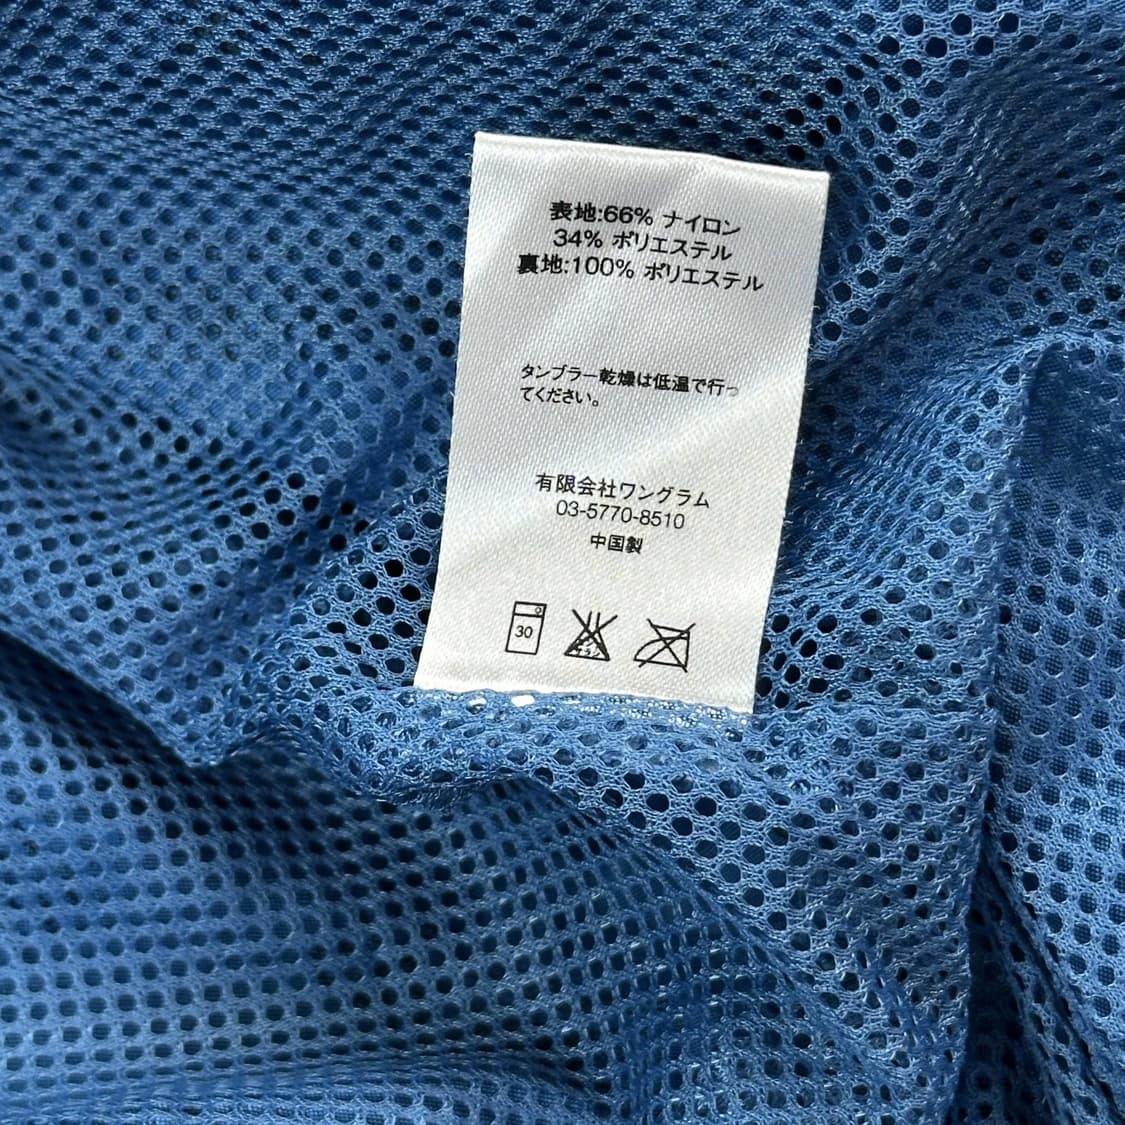 表地:66% ナイロン
34% ポリエステル
裏地:100% ポリエステル
タンブラー乾燥は低温で行っ
てください。
有限会社ワングラム
03-5770-8510
中国製
30